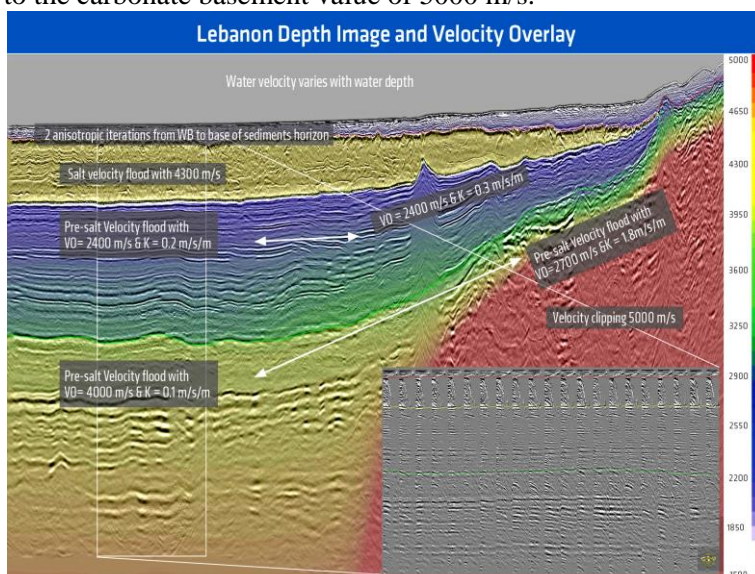 to the carbonate basement value of 5000 m/s.
Lebanon Depth Image and Velocity Overlay
Water velocity varies with water depth
2 anisotropic iterations from WB to base of sediments horizon
Salt velocity flood with 4300 m/s
V0 = 2400 m/s & K = 0.3 m/s/m
Pre-salt Velocity flood with
V0= 2400 m/s & K = 0.2 m/s/m
Pre-salt Velocity flood with
V0=2700 m/s &K = 1.8m/s/m
Velocity clipping 5000 m/s
Pre-salt Velocity flood with
V0= 4000 m/s & K = 0.1 m/s/m
5000
4650
4300
3950
3600
3250
2900
2550
2200
1850